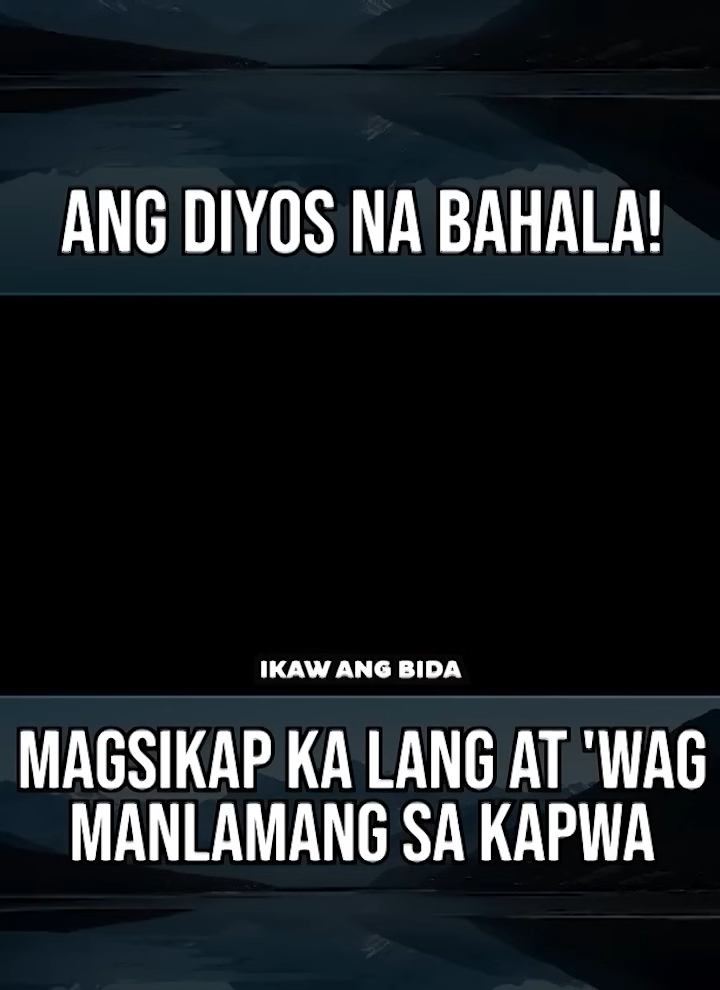 ANG DIYOS NA BAHALA!
IKAW ANG BIDA
MAGSIKAP KA LANG AT 'WAG
MANLAMANG SA KAPWA